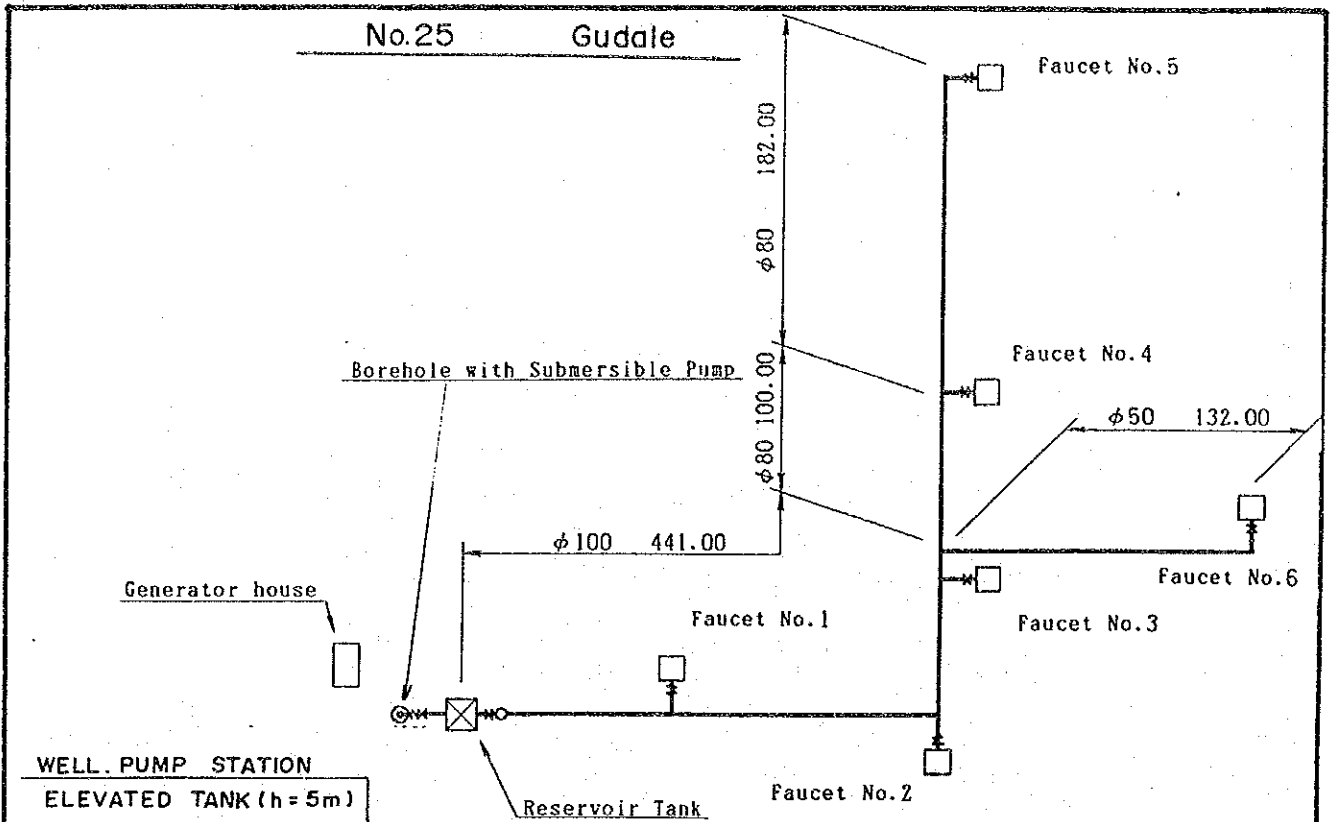 No.25 Gudale
Faucet No.5
φ80 182.00
Faucet No.4
Borehole with Submersible Pump
φ80 100.00
φ50 132.00
φ100 441.00
Faucet No.6
Generator house
Faucet No.1
Faucet No.3
WELL. PUMP STATION
ELEVATED TANK (h=5m)
Reservoir Tank
Faucet No.2